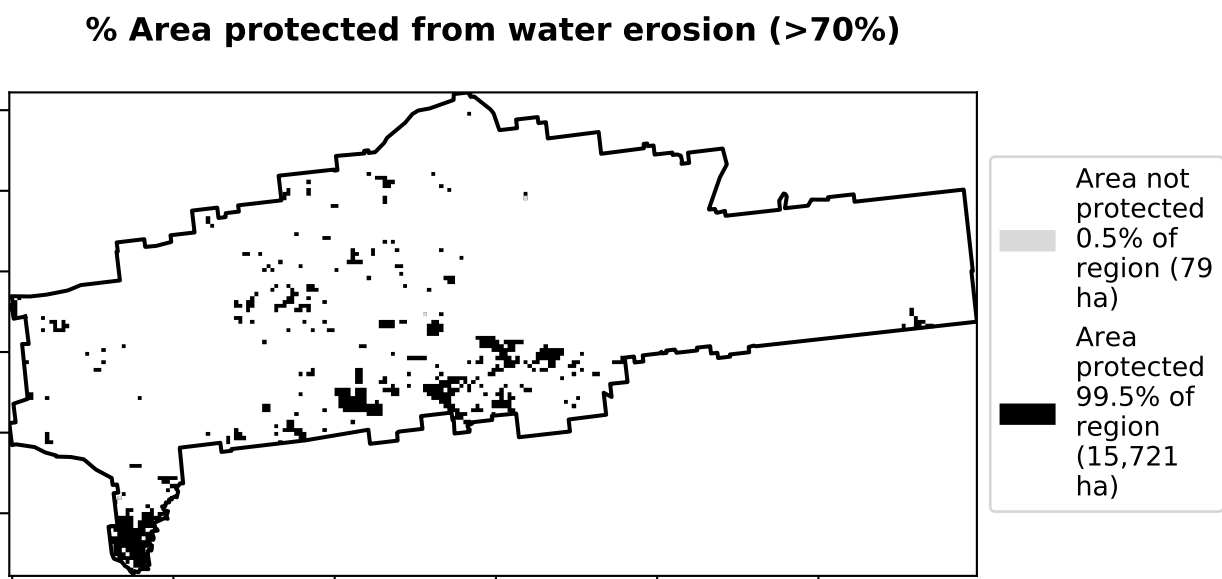 % Area protected from water erosion (>70%)
Area not
protected
0.5% of
region (79
ha)
Area
protected
99.5% of
region
(15,721
ha)